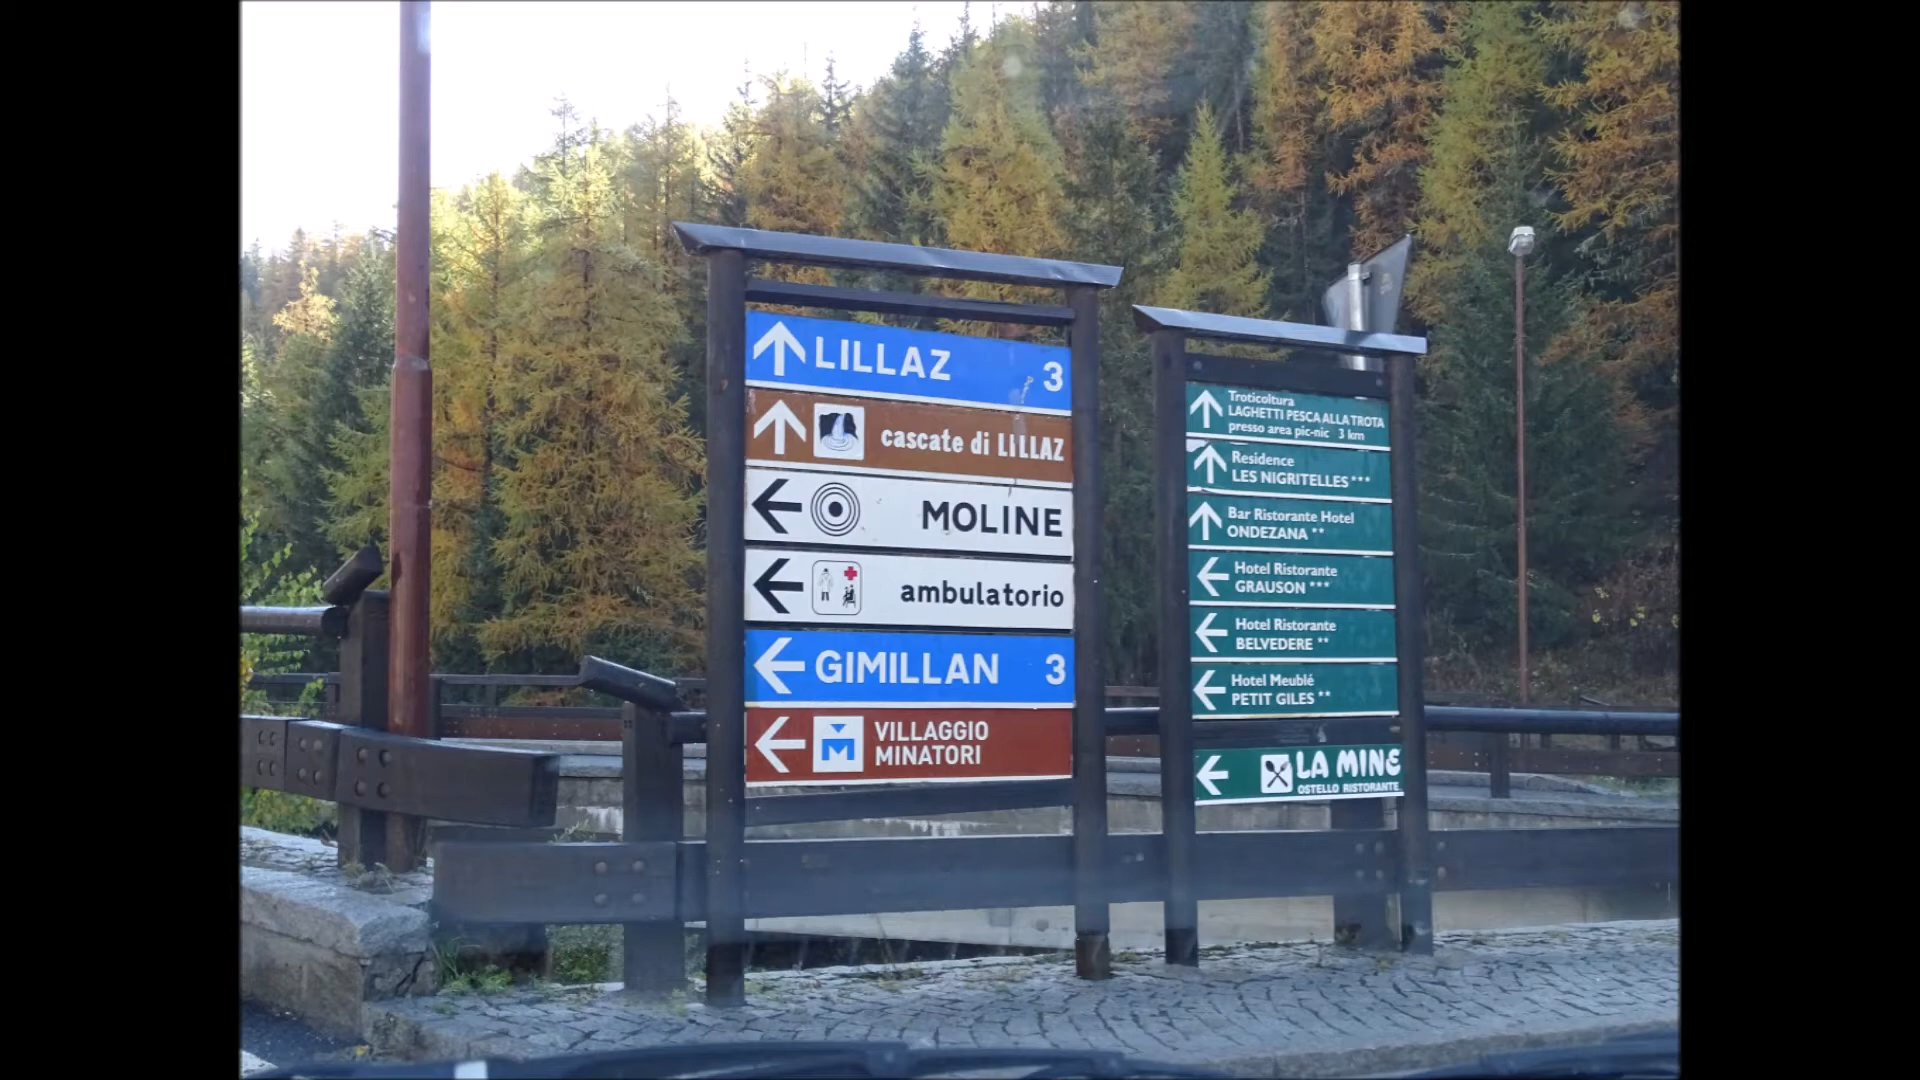 LILLAZ 3
cascate di LILLAZ
MOLINE
ambulatorio
GIMILLAN 3
M
VILLAGGIO
MINATORI
Troticoltura
LAGHETTI PESCA ALLA TROTA
presso area pic-nic 3 km
Residence
LES NIGRITELLES ***
Bar Ristorante Hotel
ONDEZANA **
Hotel Ristorante
GRAUSON ***
Hotel Ristorante
BELVEDERE **
Hotel Meublé
PETIT GILES **
LA MINE
OSTELLO RISTORANTE